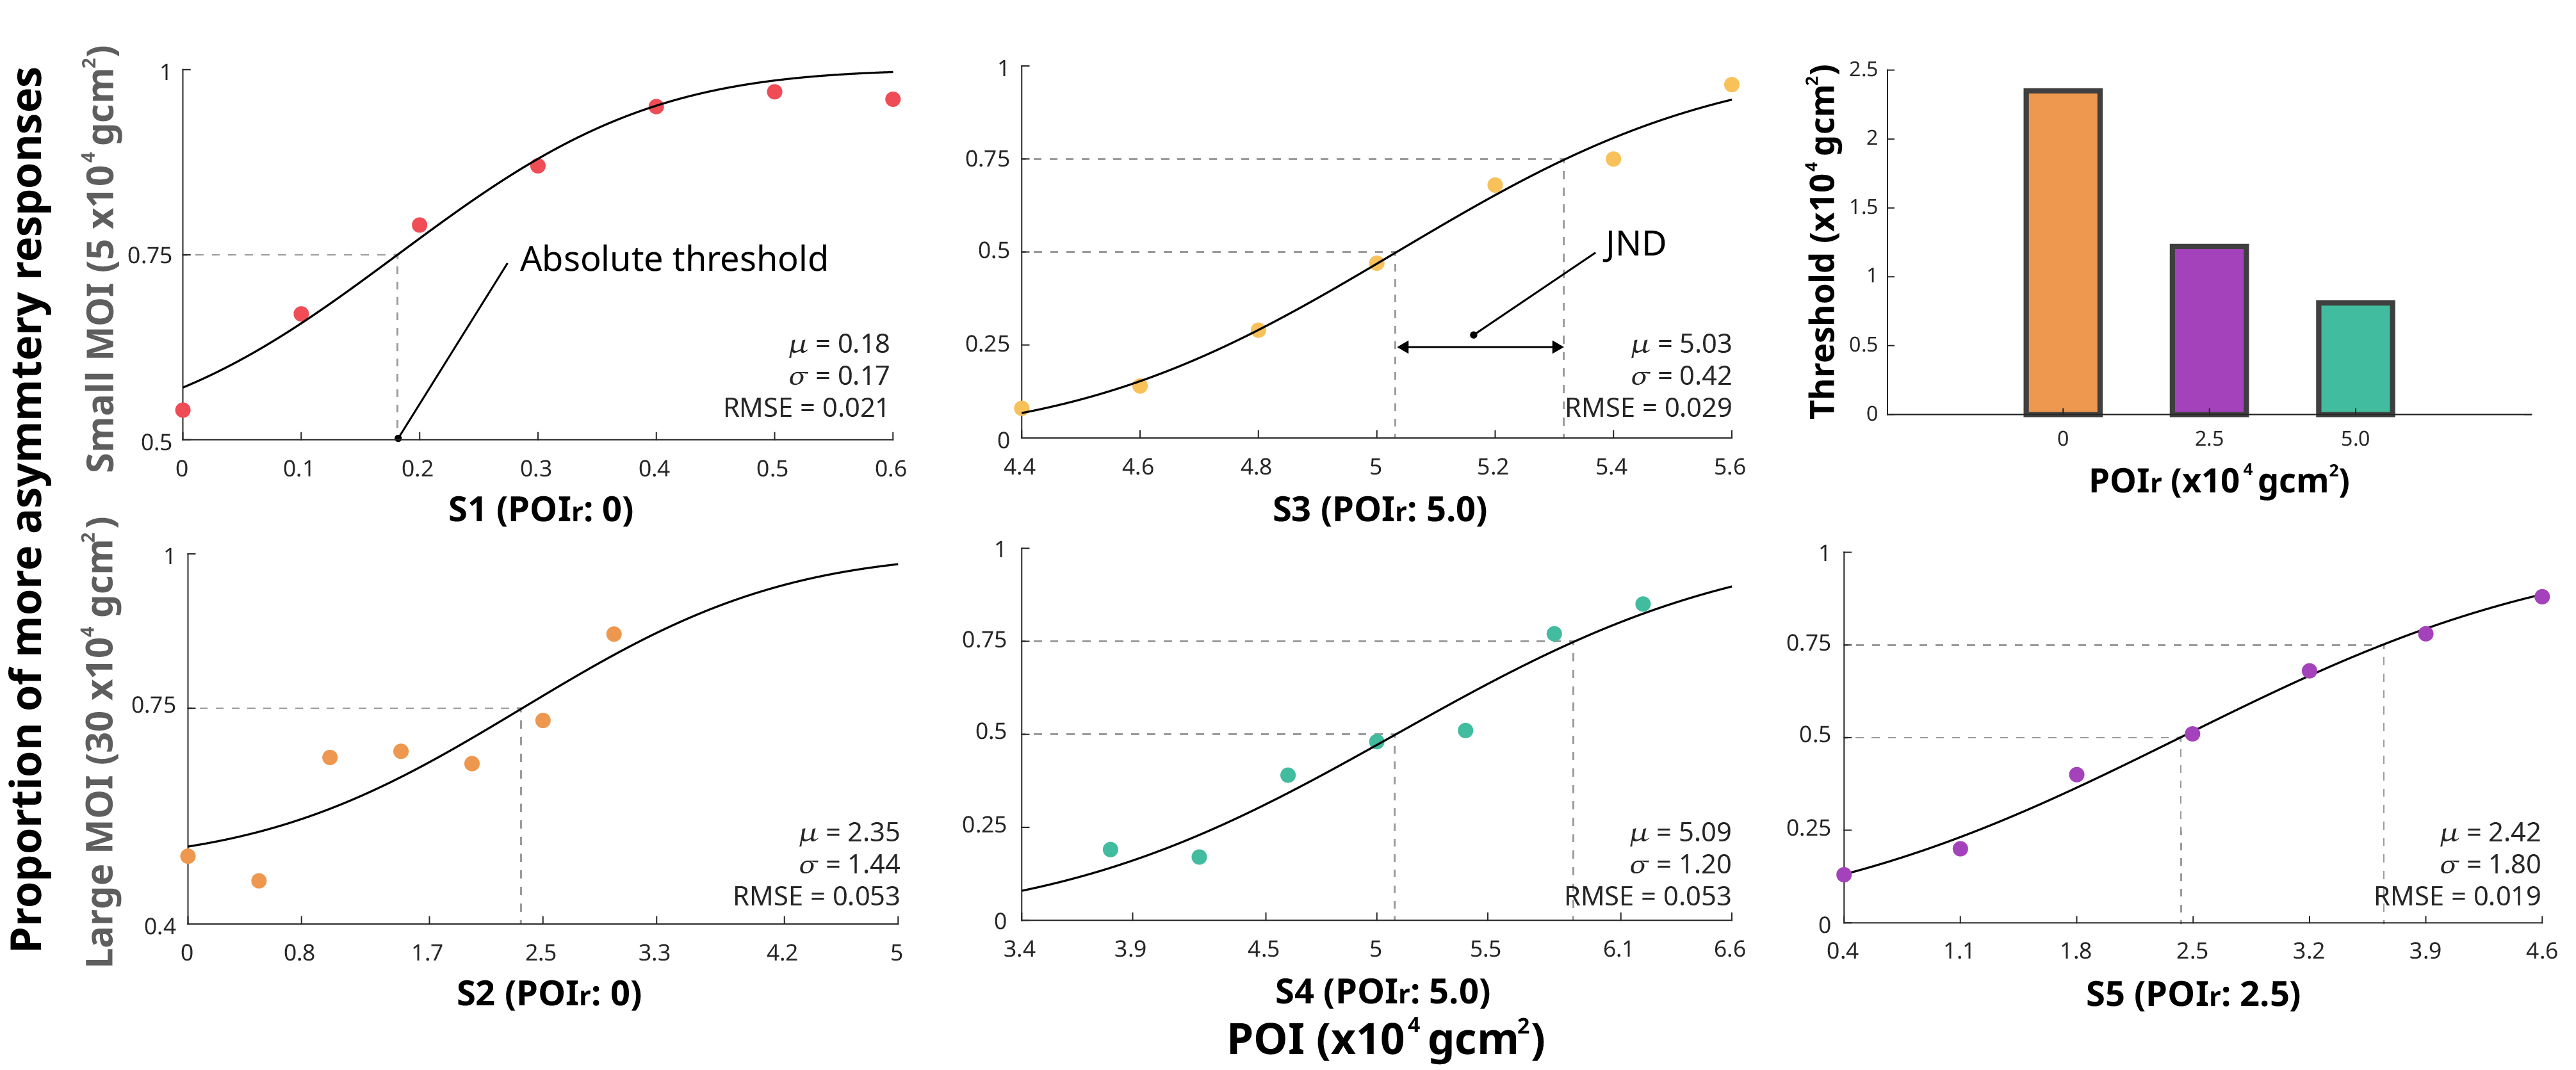 Proportion of more asymmtery responses
Small MOI (5 x10⁴ gcm²)
1
0.75
0.5
0 0.1 0.2 0.3 0.4 0.5 0.6
Absolute threshold
μ = 0.18
σ = 0.17
RMSE = 0.021
S1 (POIr: 0)
1
0.75
0.5
0.25
0
4.4 4.6 4.8 5 5.2 5.4 5.6
JND
μ = 5.03
σ = 0.42
RMSE = 0.029
S3 (POIr: 5.0)
Threshold (x10⁴ gcm²)
2.5
2
1.5
1
0.5
0
0 2.5 5.0
POIr (x10⁴ gcm²)
Large MOI (30 x10⁴ gcm²)
1
0.75
0.4
0 0.8 1.7 2.5 3.3 4.2 5
μ = 2.35
σ = 1.44
RMSE = 0.053
S2 (POIr: 0)
1
0.75
0.5
0.25
0
3.4 3.9 4.5 5 5.5 6.1 6.6
μ = 5.09
σ = 1.20
RMSE = 0.053
S4 (POIr: 5.0)
1
0.75
0.5
0.25
0
0.4 1.1 1.8 2.5 3.2 3.9 4.6
μ = 2.42
σ = 1.80
RMSE = 0.019
S5 (POIr: 2.5)
POI (x10⁴ gcm²)